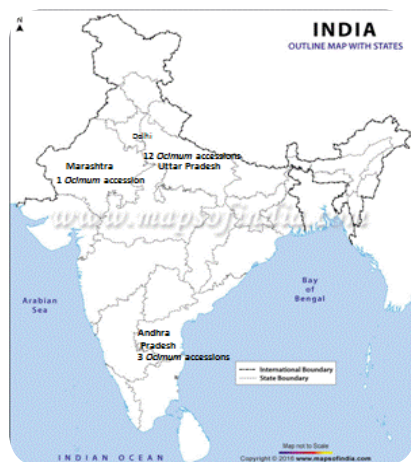 N
INDIA
OUTLINE MAP WITH STATES
Delhi
12 Ocimum accessions
Marashtra
Uttar Pradesh
1 Ocimum accession
www.mapsofindia.com
Arabian
Sea
Bay
of
Bengal
Andhra
Pradesh
3 Ocimum accessions
International Boundary
State Boundary
Map not to Scale
Copyright © 2016 www.mapsofindia.com
INDIAN OCEAN